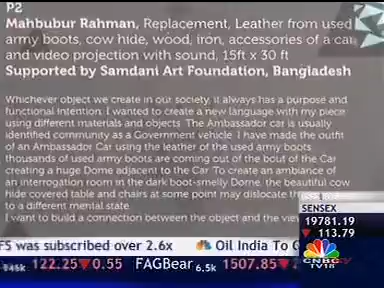 P2
Mahbubur Rahman, Replacement, Leather from used
army boots, cow hide, wood, iron, accessories of a car
and video projection with sound, 15ft x 30 ft
Supported by Samdani Art Foundation, Bangladesh
Whichever object we create in our society, it always has a purpose and
functional intention. I wanted to create a new language with my piece
using different materials and objects. The Ambassador car is usually
identified community as a Government vehicle. I have made the outfit
of an Ambassador Car using the leather of the used army boots,
thousands of used army boots are coming out of the bout of the Car
creating a huge Dome adjacent to the Car. To create an ambiance of
an interrogation room in the dark boot-smelly Dome, the beautiful cow
hide covered table and chairs at some point may dislocate the
to a different mental state.
I want to build a connection between the object and the
SENSEX
19781.19
▼ 113.79
FS was subscribed over 2.6x
Oil India To
122.25▼0.55 FAGBear 6.5k 1507.85▼
CNBC
TV18